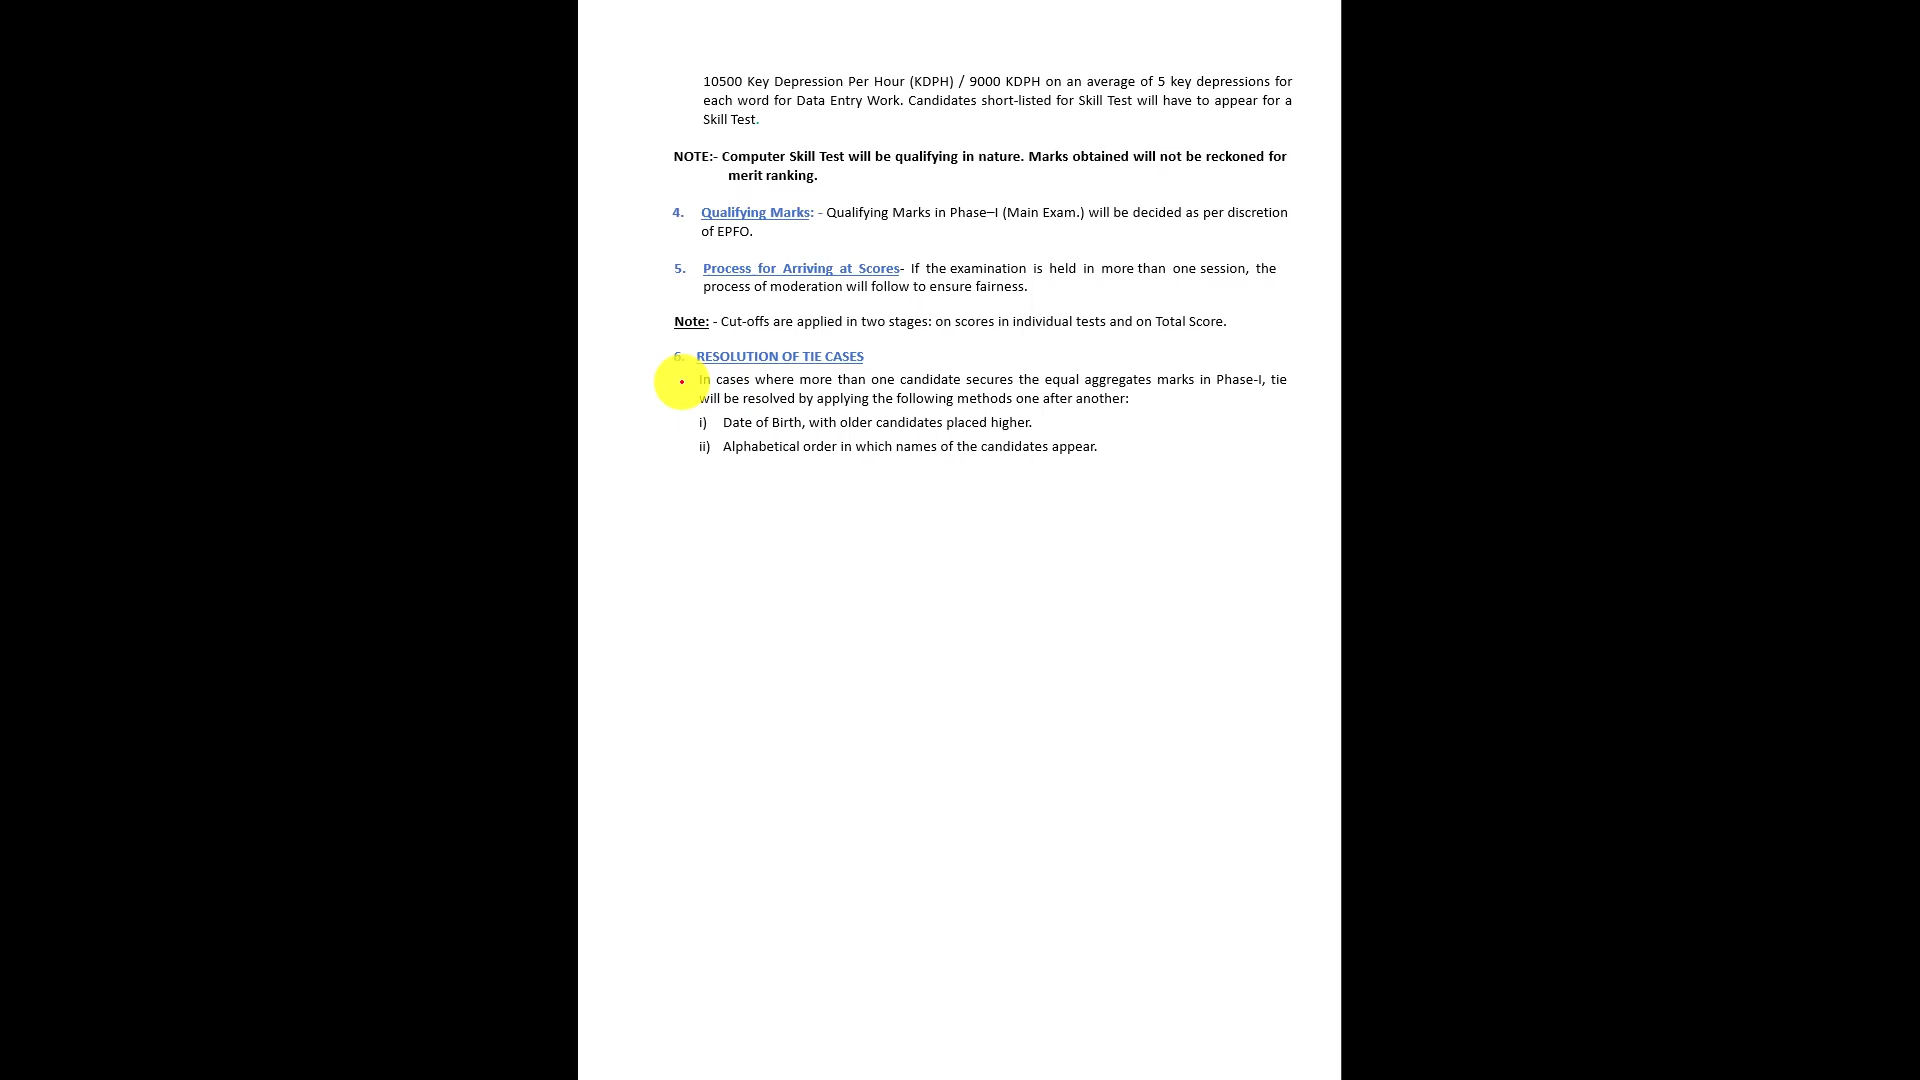 10500 Key Depression Per Hour (KDPH) / 9000 KDPH on an average of 5 key depressions for
each word for Data Entry Work. Candidates short-listed for Skill Test will have to appear for a
Skill Test.
NOTE:- Computer Skill Test will be qualifying in nature. Marks obtained will not be reckoned for
merit ranking.
4. Qualifying Marks: - Qualifying Marks in Phase–I (Main Exam.) will be decided as per discretion
of EPFO.
5. Process for Arriving at Scores- If the examination is held in more than one session, the
process of moderation will follow to ensure fairness.
Note: - Cut-offs are applied in two stages: on scores in individual tests and on Total Score.
6. RESOLUTION OF TIE CASES
In cases where more than one candidate secures the equal aggregates marks in Phase-I, tie
will be resolved by applying the following methods one after another:
i) Date of Birth, with older candidates placed higher.
ii) Alphabetical order in which names of the candidates appear.